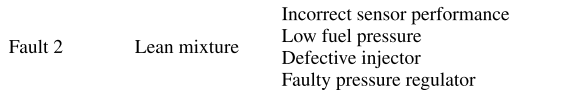 Fault 2
Lean mixture
Incorrect sensor performance
Low fuel pressure
Defective injector
Faulty pressure regulator